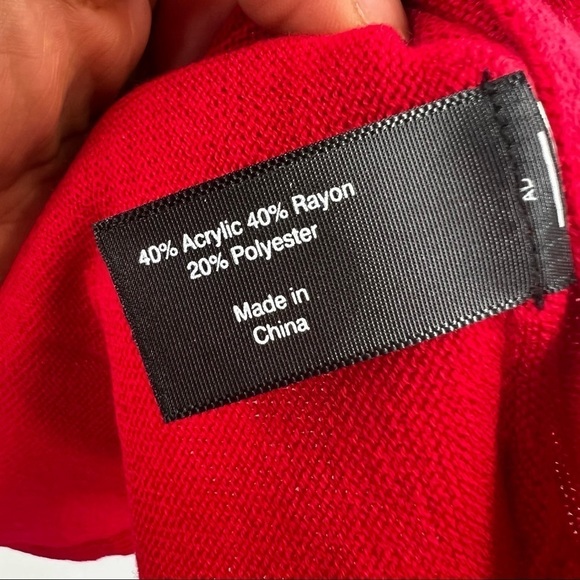 40% Acrylic 40% Rayon
20% Polyester
Made in
China